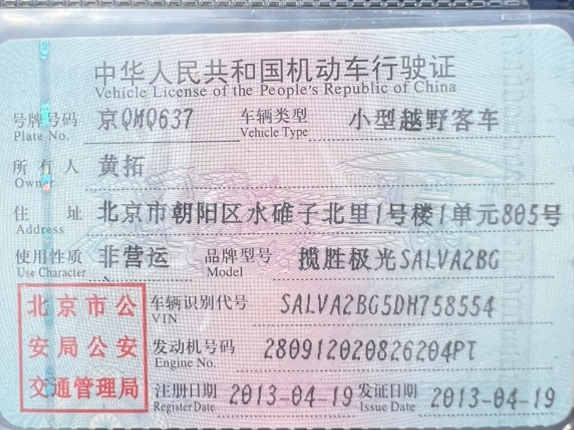 中华人民共和国机动车行驶证
Vehicle License of the People's Republic of China
号牌号码 京QMQ637 车辆类型 小型越野客车
Plate No. Vehicle Type
所有人 黄拓
Owner
住址 北京市朝阳区水碓子北里1号楼1单元805号
Address
使用性质 非营运 品牌型号 揽胜极光SALVA2BG
Use Character Model
北京市公
安局公安
交通管理局
车辆识别代号 SALVA2BG5DH758554
VIN
发动机号码 280912020826204PT
Engine No.
注册日期 2013-04-19 发证日期 2013-04-19
Register Date Issue Date